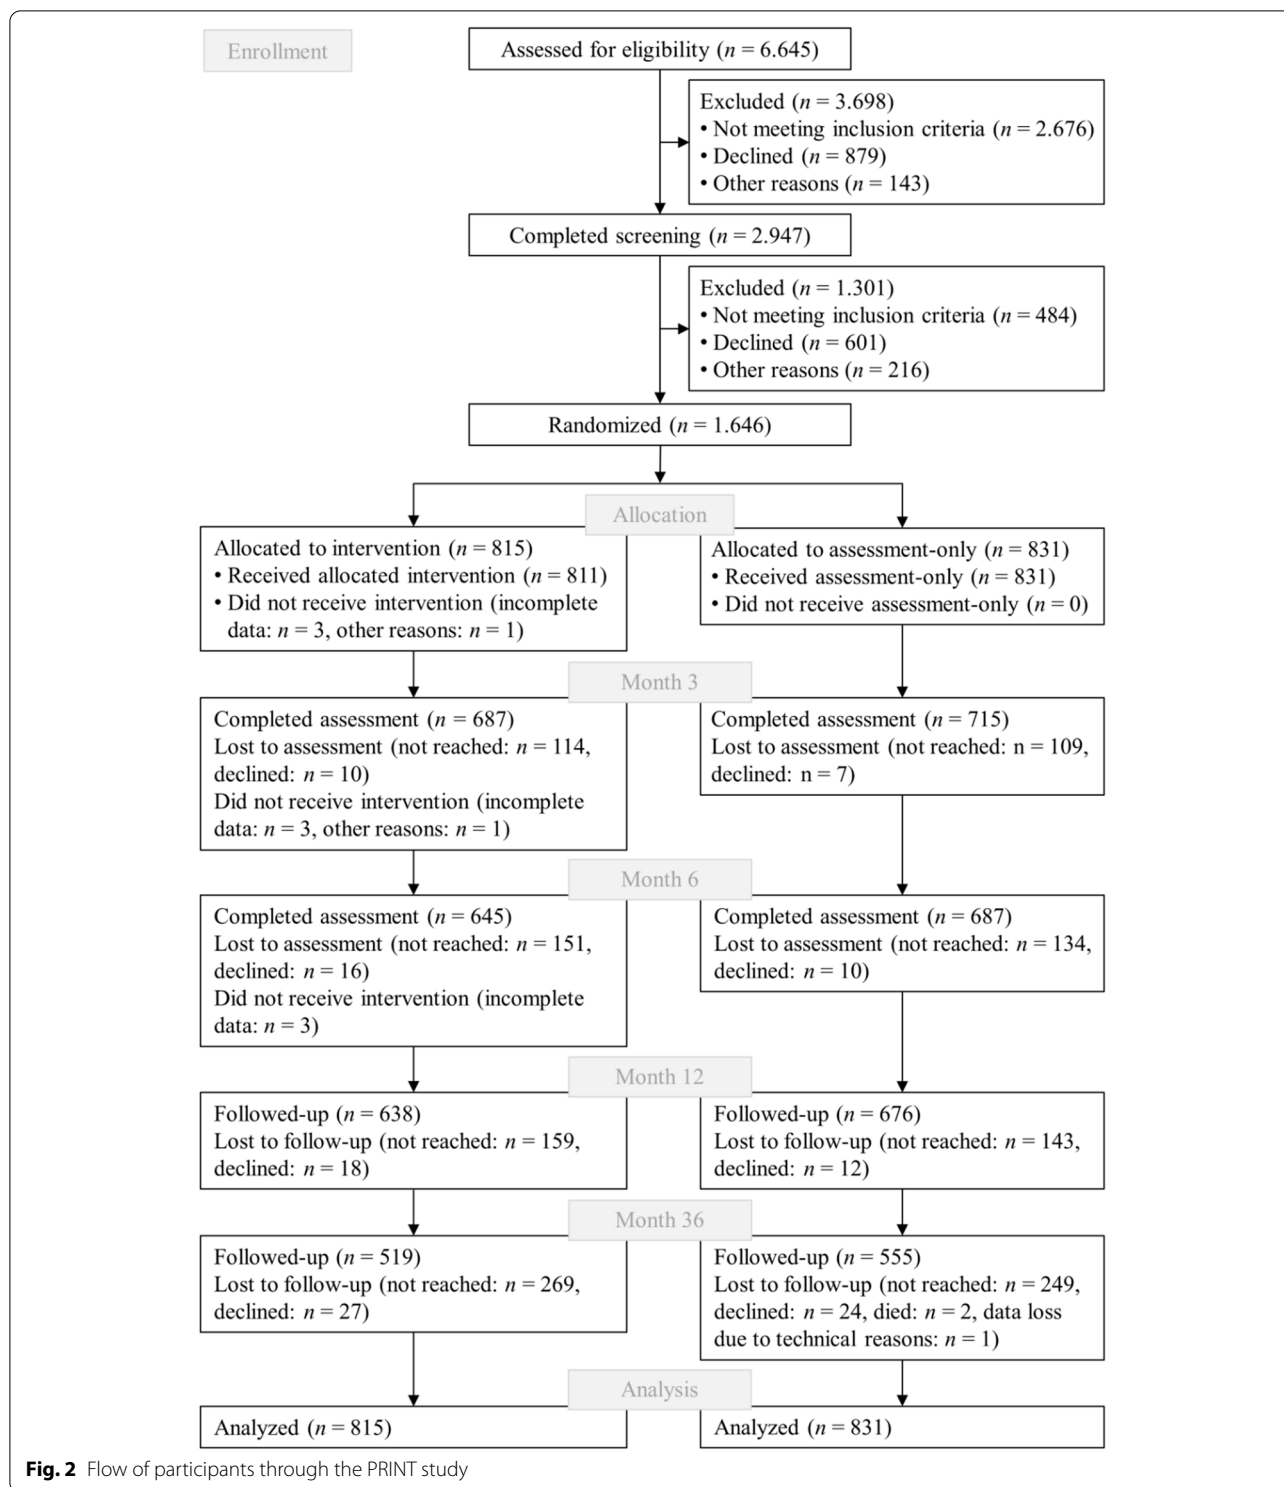 Enrollment
Assessed for eligibility (n = 6.645)
Excluded (n = 3.698)
• Not meeting inclusion criteria (n = 2.676)
• Declined (n = 879)
• Other reasons (n = 143)
Completed screening (n = 2.947)
Excluded (n = 1.301)
• Not meeting inclusion criteria (n = 484)
• Declined (n = 601)
• Other reasons (n = 216)
Randomized (n = 1.646)
Allocation
Allocated to intervention (n = 815)
• Received allocated intervention (n = 811)
• Did not receive intervention (incomplete
data: n = 3, other reasons: n = 1)
Allocated to assessment-only (n = 831)
• Received assessment-only (n = 831)
• Did not receive assessment-only (n = 0)
Month 3
Completed assessment (n = 687)
Lost to assessment (not reached: n = 114,
declined: n = 10)
Did not receive intervention (incomplete
data: n = 3, other reasons: n = 1)
Completed assessment (n = 715)
Lost to assessment (not reached: n = 109,
declined: n = 7)
Month 6
Completed assessment (n = 645)
Lost to assessment (not reached: n = 151,
declined: n = 16)
Did not receive intervention (incomplete
data: n = 3)
Completed assessment (n = 687)
Lost to assessment (not reached: n = 134,
declined: n = 10)
Month 12
Followed-up (n = 638)
Lost to follow-up (not reached: n = 159,
declined: n = 18)
Followed-up (n = 676)
Lost to follow-up (not reached: n = 143,
declined: n = 12)
Month 36
Followed-up (n = 519)
Lost to follow-up (not reached: n = 269,
declined: n = 27)
Followed-up (n = 555)
Lost to follow-up (not reached: n = 249,
declined: n = 24, died: n = 2, data loss
due to technical reasons: n = 1)
Analysis
Analyzed (n = 815)
Analyzed (n = 831)
Fig. 2 Flow of participants through the PRINT study